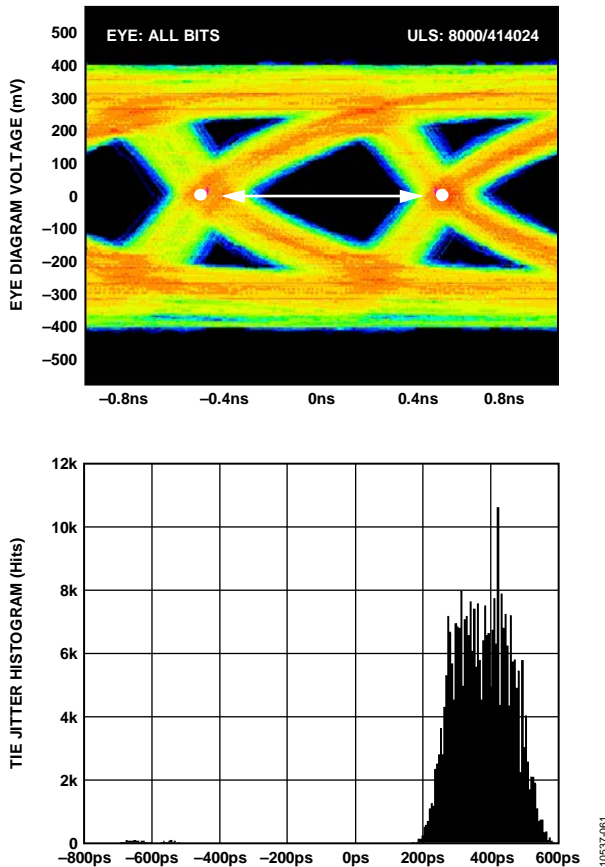 EYE: ALL BITS ULS: 8000/414024
EYE DIAGRAM VOLTAGE (mV)
500
400
300
200
100
0
–100
–200
–300
–400
–500
–0.8ns –0.4ns 0ns 0.4ns 0.8ns
TIE JITTER HISTOGRAM (Hits)
12k
10k
8k
6k
4k
2k
0
–800ps –600ps –400ps –200ps 0ps 200ps 400ps 600ps 800ps
10537-061